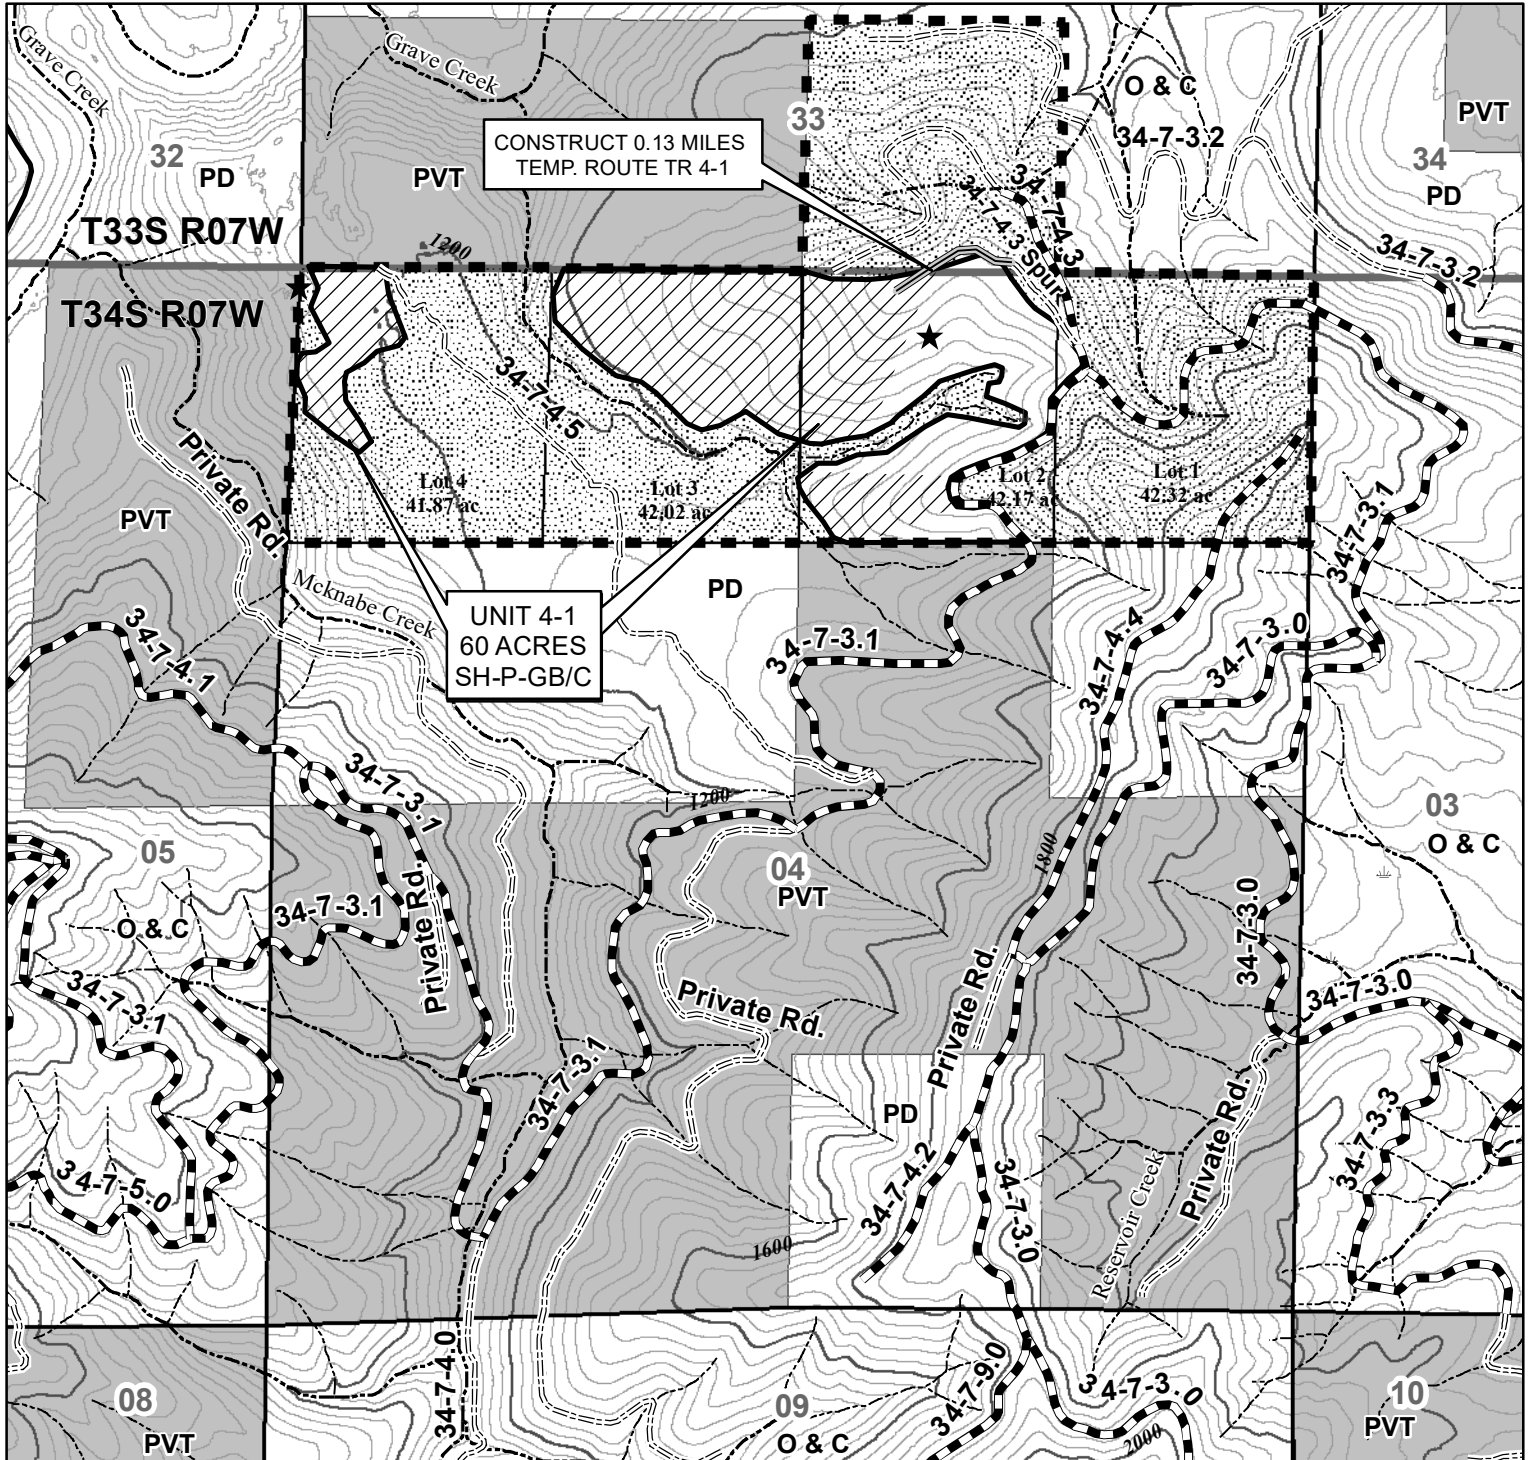 Grave Creek
Grave Creek
O & C
PVT
33
34-7-3.2
CONSTRUCT 0.13 MILES
TEMP. ROUTE TR 4-1
32
PD
PVT
34
PD
34-7-4.3
34-7-4.3 Spur
T33S R07W
1200
34-7-3.2
T34S R07W
34-7-4.5
Private Rd.
Lot 4
41.87 ac
Lot 3
42.02 ac
Lot 2
42.17 ac
Lot 1
42.32 ac
PVT
34-7-3.1
Mcknabe Creek
PD
UNIT 4-1
60 ACRES
SH-P-GB/C
34-7-4.1
34-7-3.1
34-7-4.4
34-7-3.0
34-7-3.1
1200
1800
03
O & C
05
04
PVT
O & C
34-7-3.1
Private Rd.
34-7-3.0
34-7-3.1
Private Rd.
Private Rd.
34-7-3.0
34-7-3.1
PD
Private Rd.
34-7-3.3
34-7-5.0
34-7-4.2
34-7-3.0
Reservoir Creek
1600
34-7-4.0
34-7-9.0
34-7-3.0
08
PVT
09
O & C
2000
10
PVT